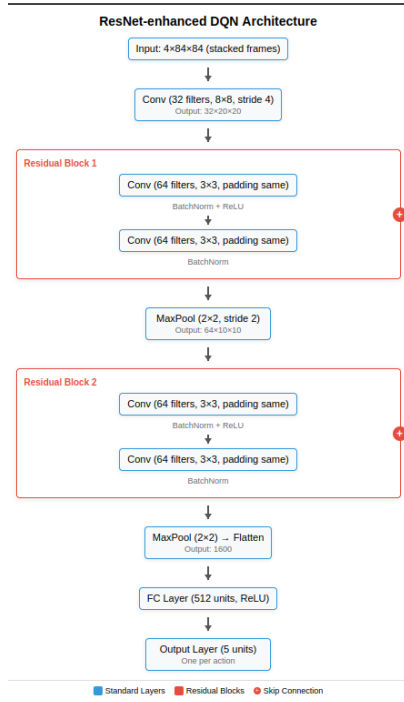 ResNet-enhanced DQN Architecture
Input: 4×84×84 (stacked frames)
Conv (32 filters, 8×8, stride 4)
Output: 32×20×20
Residual Block 1
Conv (64 filters, 3×3, padding same)
BatchNorm + ReLU
Conv (64 filters, 3×3, padding same)
+
BatchNorm
MaxPool (2×2, stride 2)
Output: 64×10×10
Residual Block 2
Conv (64 filters, 3×3, padding same)
BatchNorm + ReLU
+
Conv (64 filters, 3×3, padding same)
BatchNorm
MaxPool (2×2) → Flatten
Output: 1600
FC Layer (512 units, ReLU)
Output Layer (5 units)
One per action
Standard Layers Residual Blocks + Skip Connection